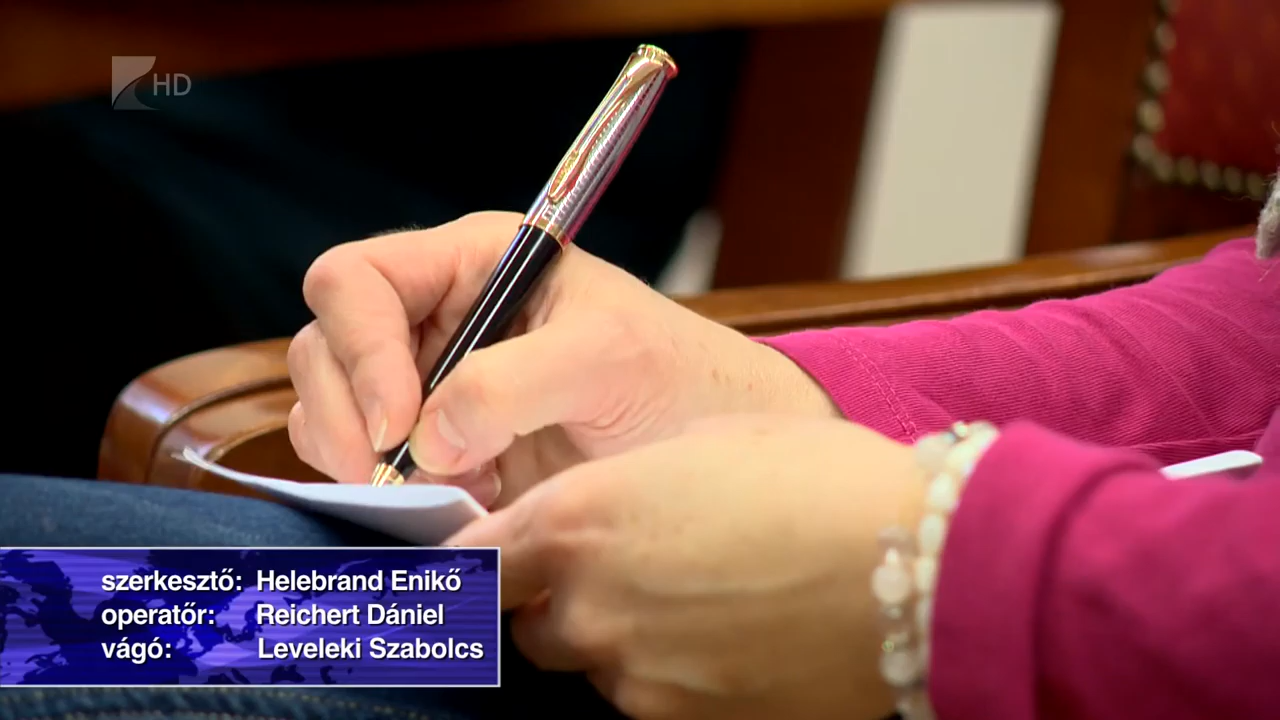 HD
szerkesztő: Helebrand Enikő
operatőr: Reichert Dániel
vágó: Leveleki Szabolcs